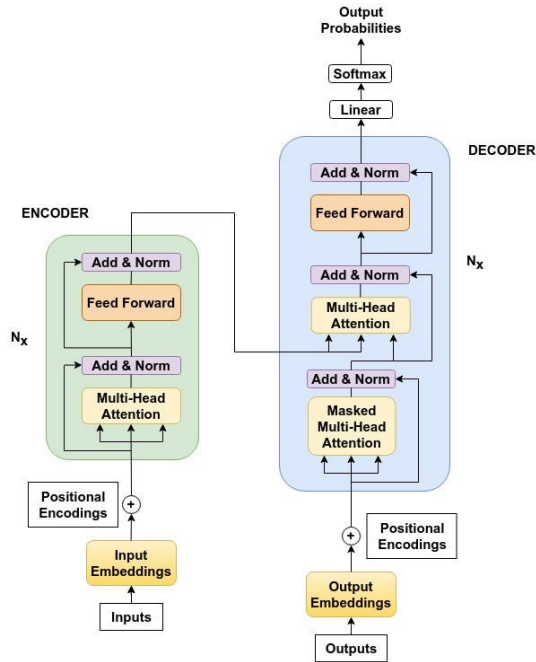 Output
Probabilities
Softmax
Linear
DECODER
Add & Norm
Feed Forward
Add & Norm
Nx
Multi-Head
Attention
Add & Norm
Masked
Multi-Head
Attention
ENCODER
Add & Norm
Feed Forward
Nx
Add & Norm
Multi-Head
Attention
Positional
Encodings
+
Input
Embeddings
Inputs
+
Positional
Encodings
Output
Embeddings
Outputs